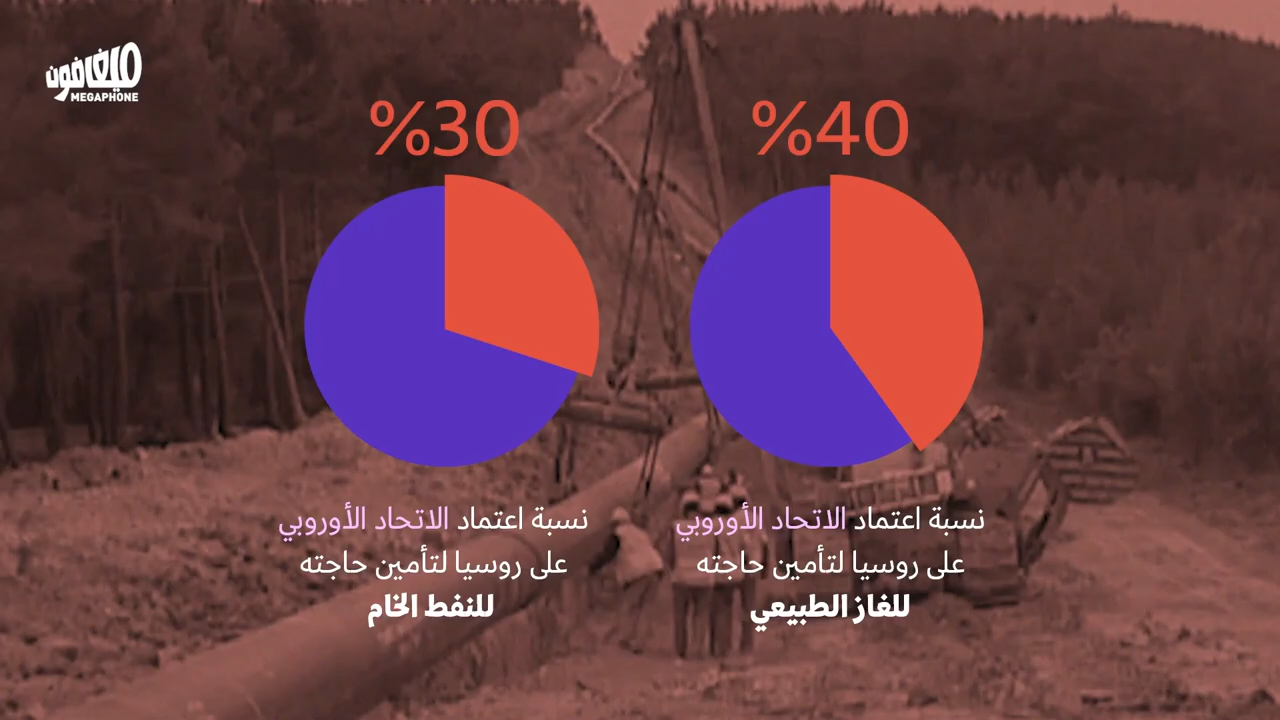 ميغافون
MEGAPHONE
%40
نسبة اعتماد الاتحاد الأوروبي
على روسيا لتأمين حاجته
للغاز الطبيعي
%30
نسبة اعتماد الاتحاد الأوروبي
على روسيا لتأمين حاجته
للنفط الخام